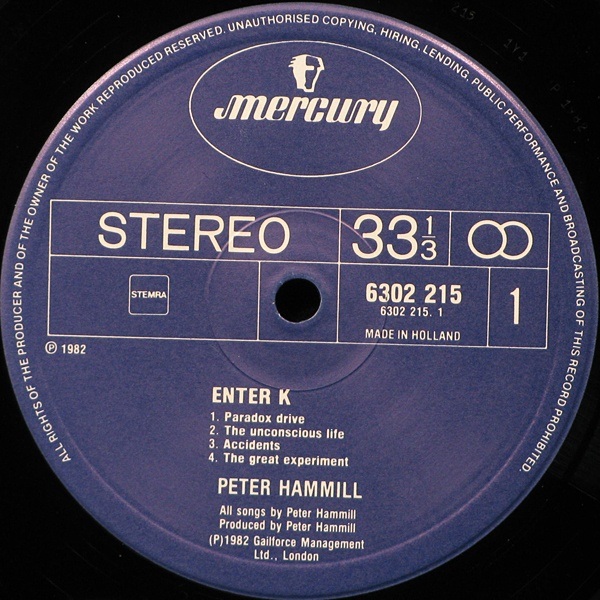 ALL RIGHTS OF THE PRODUCER AND OF THE OWNER OF THE WORK REPRODUCED RESERVED. UNAUTHORISED COPYING, HIRING, LENDING, PUBLIC PERFORMANCE AND BROADCASTING OF THIS RECORD PROHIBITED.
mercury
STEREO
33 1/3
STEMRA
6302 215
6302 215. 1
1
MADE IN HOLLAND
℗ 1982
ENTER K
1. Paradox drive
2. The unconscious life
3. Accidents
4. The great experiment
PETER HAMMILL
All songs by Peter Hammill
Produced by Peter Hammill
(P)1982 Gailforce Management
Ltd., London